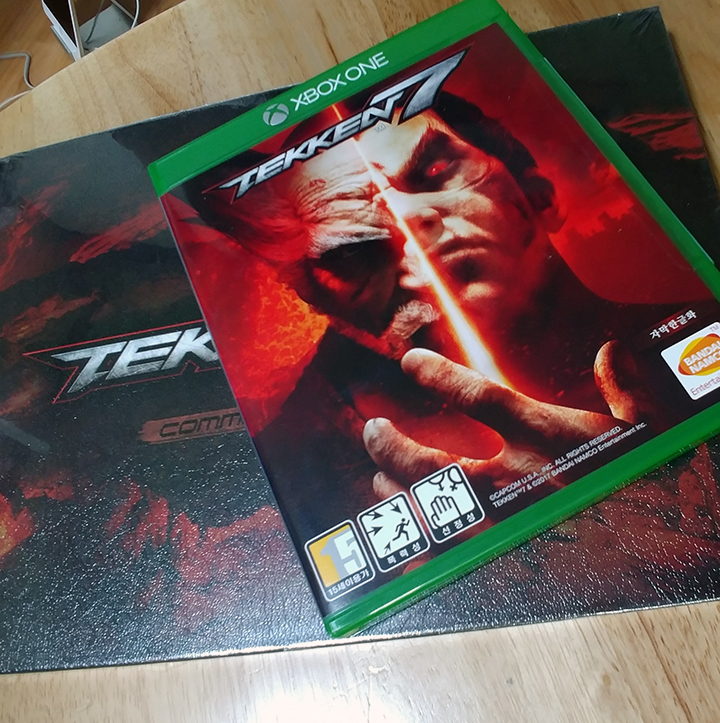 XBOX ONE
TEKKEN 7
자막한글화
BANDAI
NAMCO
©CAPCOM U.S.A., INC. ALL RIGHTS RESERVED.
TEKKEN™7 & ©2017 BANDAI NAMCO Entertainment Inc.
15
15세이용가
폭력성
선정성